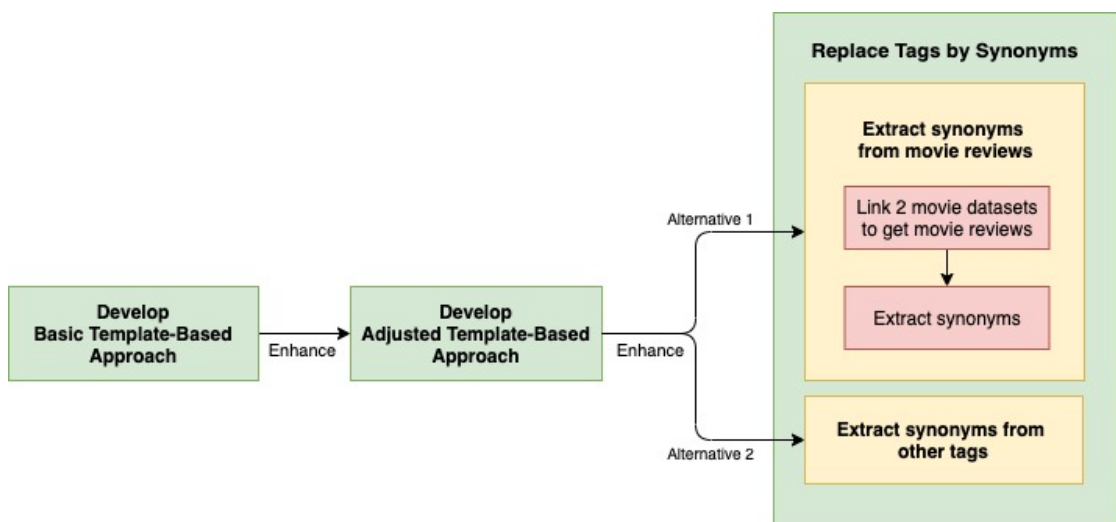 Replace Tags by Synonyms
Extract synonyms
from movie reviews
Link 2 movie datasets
to get movie reviews
Alternative 1
Extract synonyms
Develop
Basic Template-Based
Approach
Enhance
Develop
Adjusted Template-Based
Approach
Enhance
Alternative 2
Extract synonyms from
other tags